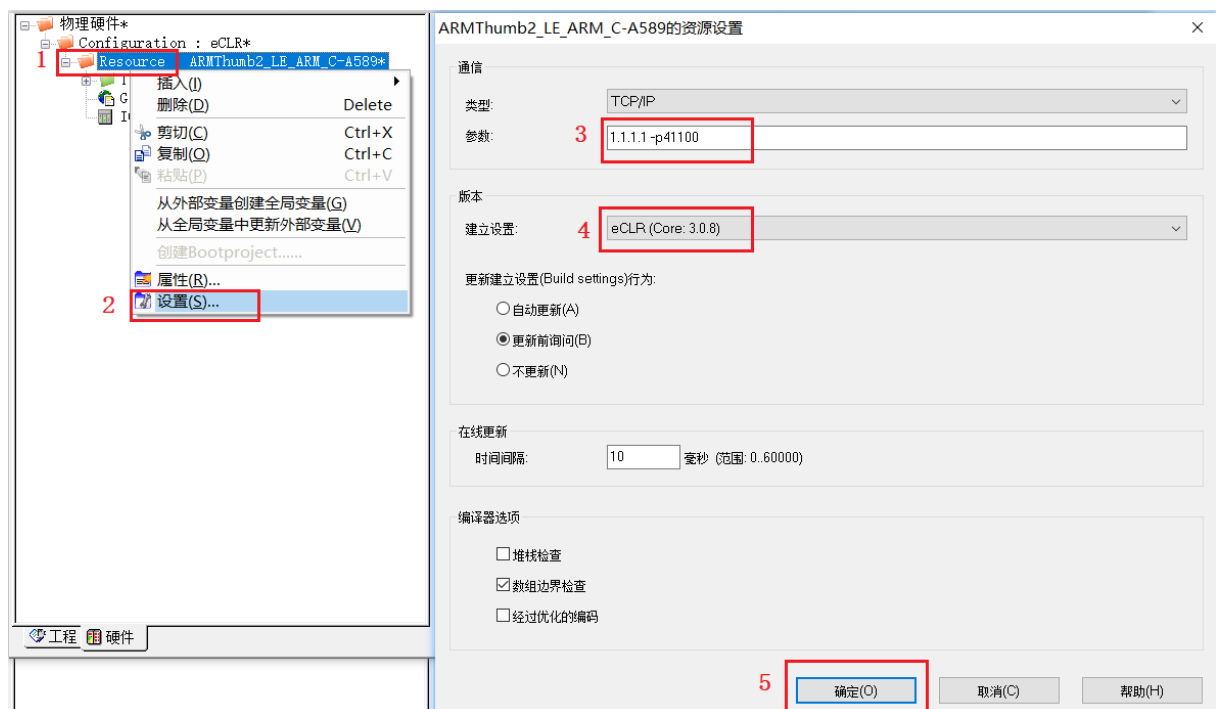 物理硬件*
Configuration : eCLR*
1
Resource ARMThumb2_LE_ARM_C-A589*
插入(I)
删除(D) Delete
剪切(C) Ctrl+X
复制(O) Ctrl+C
粘贴(P) Ctrl+V
从外部变量创建全局变量(G)
从全局变量中更新外部变量(V)
创建Bootproject......
属性(R)...
2
设置(S)...
工程
硬件
ARMThumb2_LE_ARM_C-A589的资源设置
通信
类型: TCP/IP
参数: 3 1.1.1.1 -p41100
版本
建立设置: 4 eCLR (Core: 3.0.8)
更新建立设置(Build settings)行为:
自动更新(A)
更新前询问(B)
不更新(N)
在线更新
时间间隔: 10 毫秒 (范围: 0..60000)
编译器选项
堆栈检查
数组边界检查
经过优化的编码
5 确定(O) 取消(C) 帮助(H)